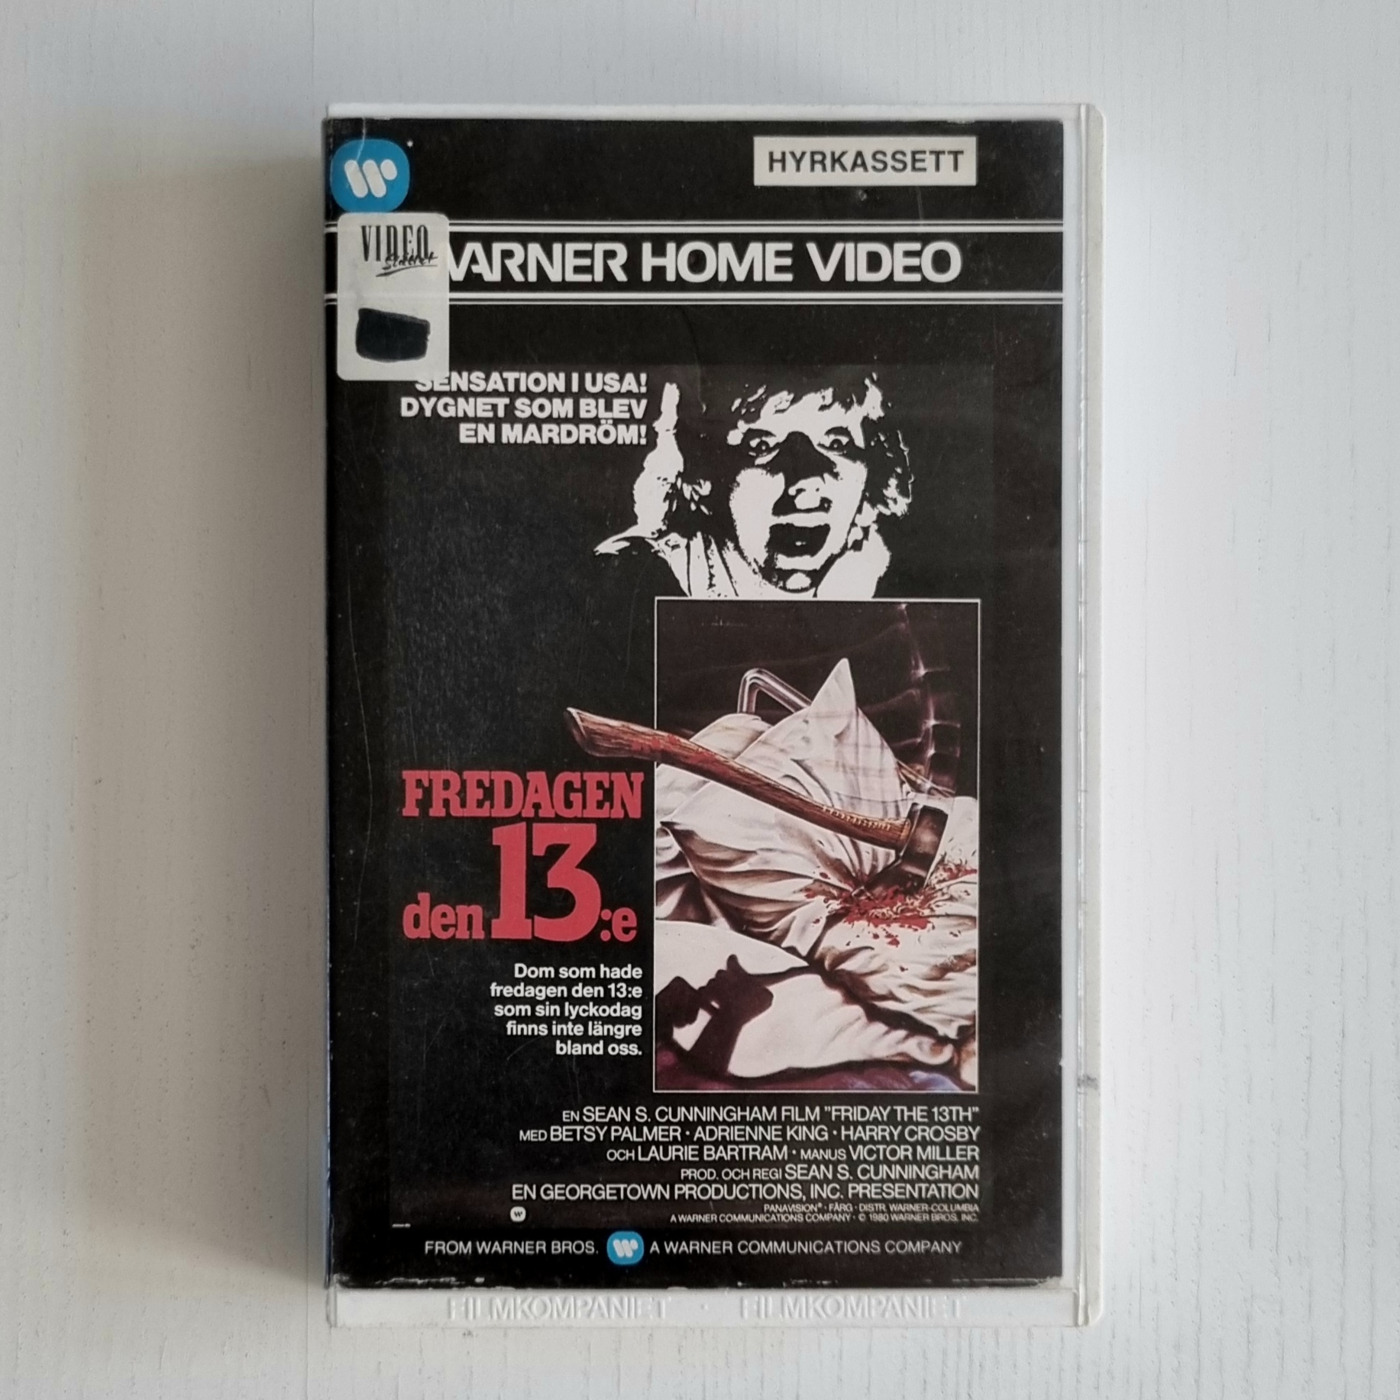 HYRKASSETT
VIDEO
WARNER HOME VIDEO
SENSATION I USA!
DYGNET SOM BLEV
EN MARDRÖM!
FREDAGEN
den 13:e
Dom som hade
fredagen den 13:e
som sin lyckodag
finns inte längre
bland oss.
EN SEAN S. CUNNINGHAM FILM "FRIDAY THE 13TH"
MED BETSY PALMER · ADRIENNE KING · HARRY CROSBY
OCH LAURIE BARTRAM · MANUS VICTOR MILLER
PROD. OCH REGI SEAN S. CUNNINGHAM
EN GEORGETOWN PRODUCTIONS, INC. PRESENTATION
PANAVISION® · FÄRG · DISTR. WARNER-COLUMBIA
A WARNER COMMUNICATIONS COMPANY · © 1980 WARNER BROS. INC.
FROM WARNER BROS. A WARNER COMMUNICATIONS COMPANY
FILMKOMPANIET · FILMKOMPANIET